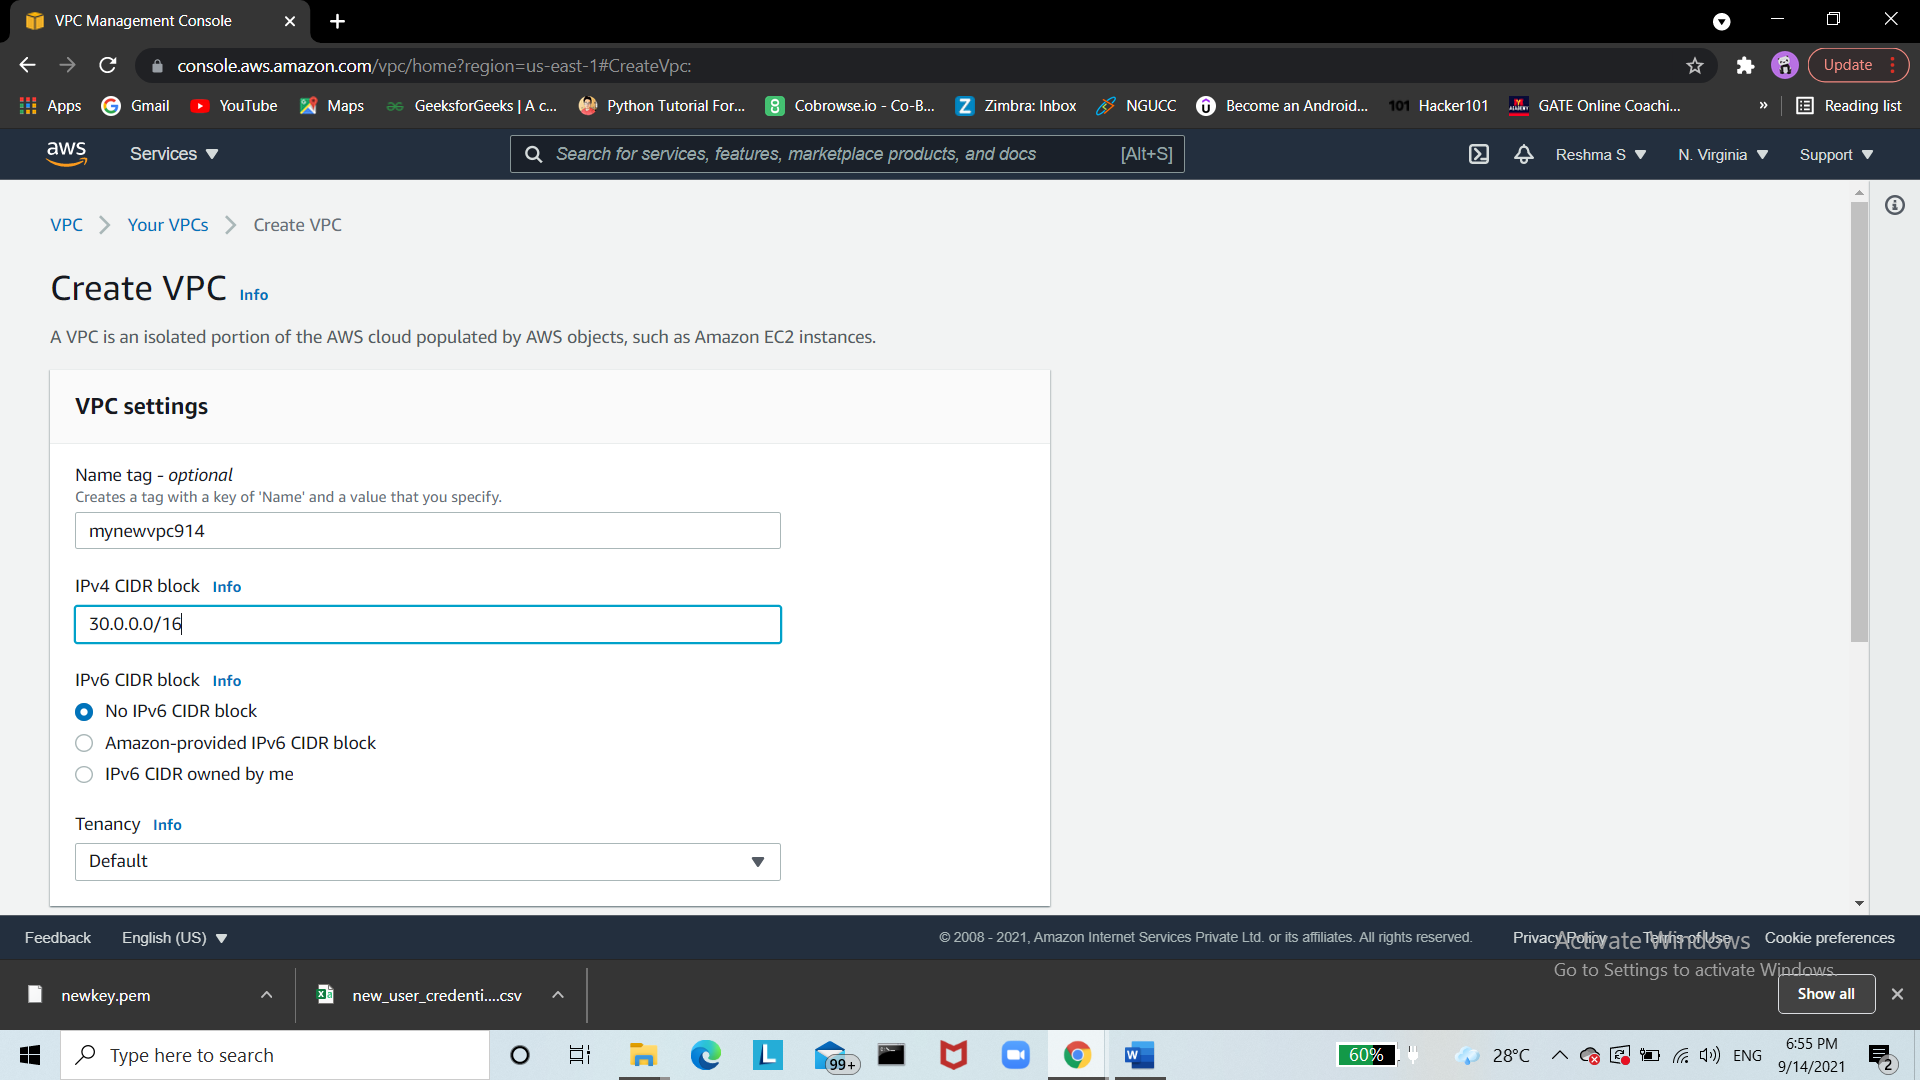 VPC Management Console
console.aws.amazon.com/vpc/home?region=us-east-1#CreateVpc:
Update
Apps
Gmail
YouTube
Maps
GeeksforGeeks | A c...
Python Tutorial For...
Cobrowse.io - Co-B...
Zimbra: Inbox
NGUCC
Become an Android...
101 Hacker101
GATE Online Coachi...
»
Reading list
aws
Services
Search for services, features, marketplace products, and docs
[Alt+S]
Reshma S
N. Virginia
Support
VPC
Your VPCs
Create VPC
Create VPC Info
A VPC is an isolated portion of the AWS cloud populated by AWS objects, such as Amazon EC2 instances.
VPC settings
Name tag - optional
Creates a tag with a key of 'Name' and a value that you specify.
mynewvpc914
IPv4 CIDR block Info
30.0.0.0/16
IPv6 CIDR block Info
No IPv6 CIDR block
Amazon-provided IPv6 CIDR block
IPv6 CIDR owned by me
Tenancy Info
Default
Feedback
English (US)
© 2008 - 2021, Amazon Internet Services Private Ltd. or its affiliates. All rights reserved.
Privacy Policy
Terms of Use
Cookie preferences
Activate Windows
Go to Settings to activate Windows.
newkey.pem
new_user_credenti....csv
Show all
Type here to search
L
99+
W
60%
28°C
ENG
6:55 PM
9/14/2021
2